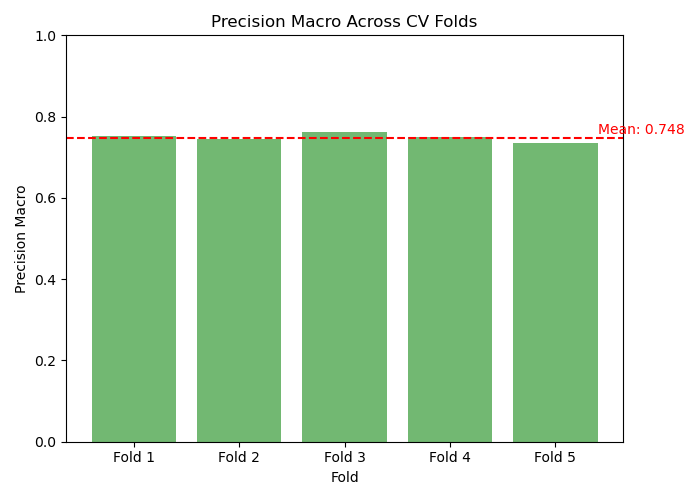 Precision Macro Across CV Folds
1.0
0.8
0.6
0.4
0.2
0.0
Precision Macro
Mean: 0.748
Fold 1 Fold 2 Fold 3 Fold 4 Fold 5
Fold